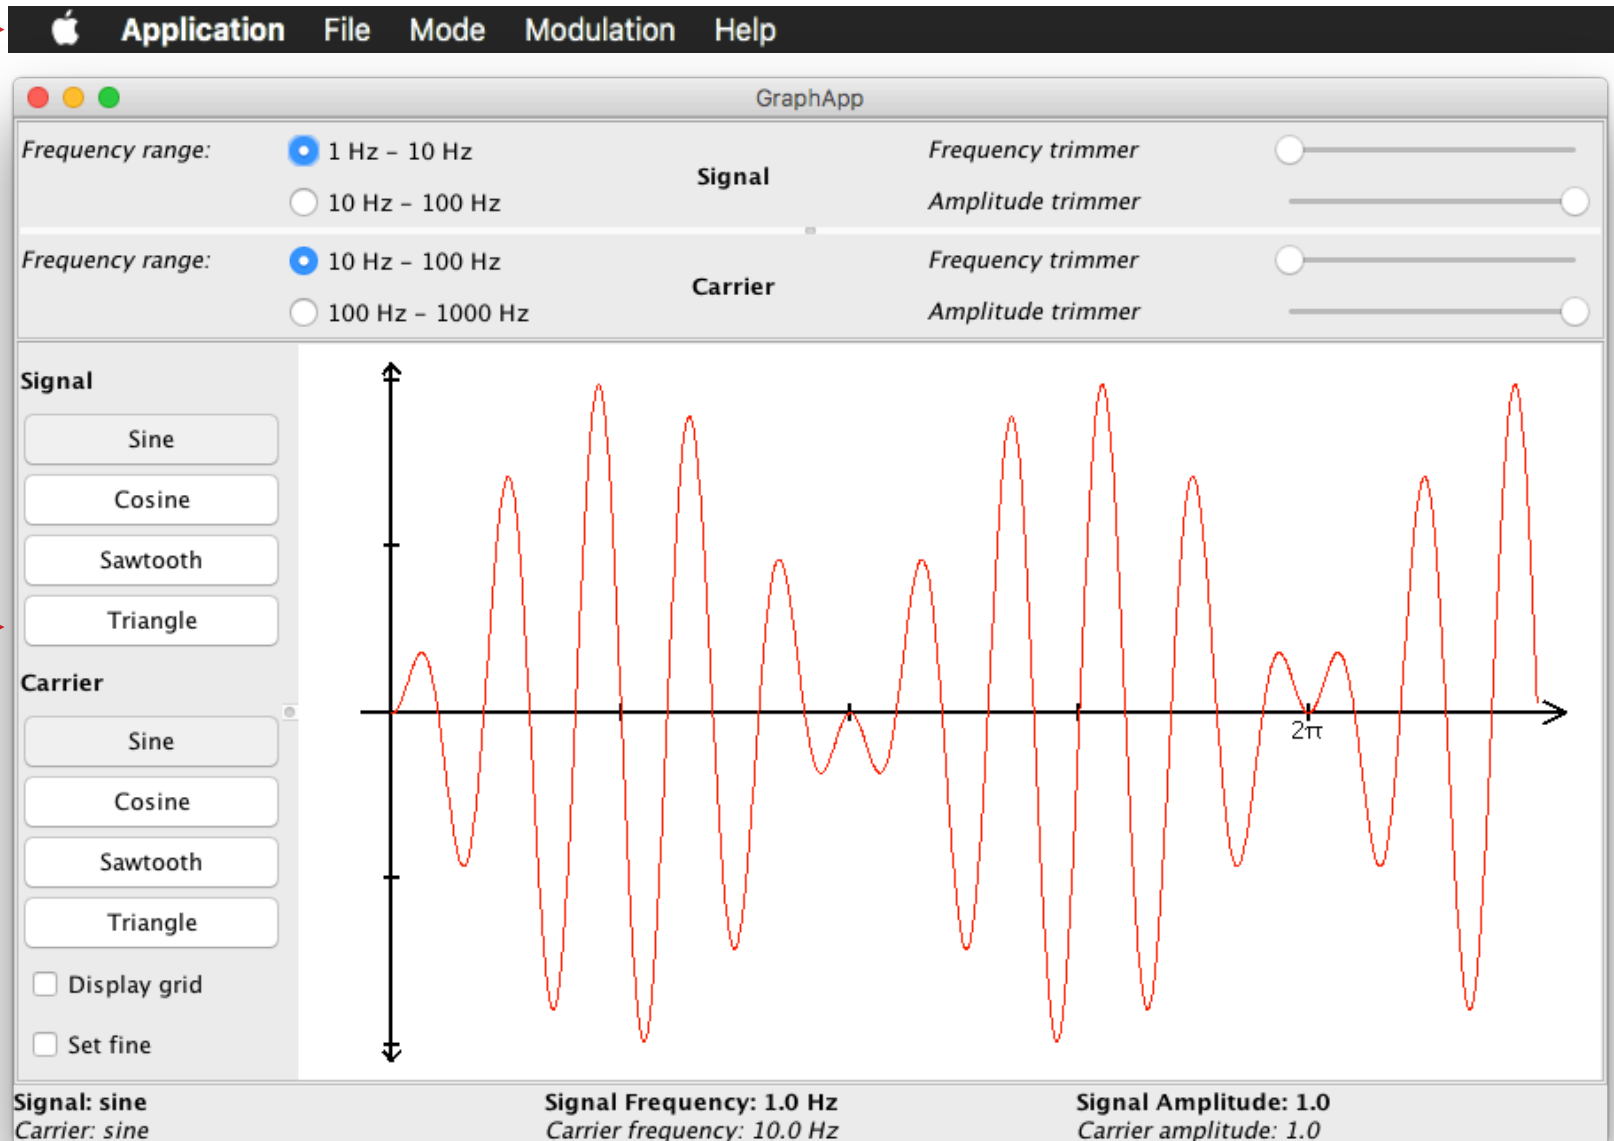 Application File Mode Modulation Help
GraphApp
Frequency range: 1 Hz – 10 Hz Signal Frequency trimmer
10 Hz – 100 Hz Amplitude trimmer
Frequency range: 10 Hz – 100 Hz Carrier Frequency trimmer
100 Hz – 1000 Hz Amplitude trimmer
Signal
Sine
Cosine
Sawtooth
Triangle
Carrier
Sine
Cosine
Sawtooth
Triangle
Display grid
Set fine
2π
Signal: sine Signal Frequency: 1.0 Hz Signal Amplitude: 1.0
Carrier: sine Carrier frequency: 10.0 Hz Carrier amplitude: 1.0